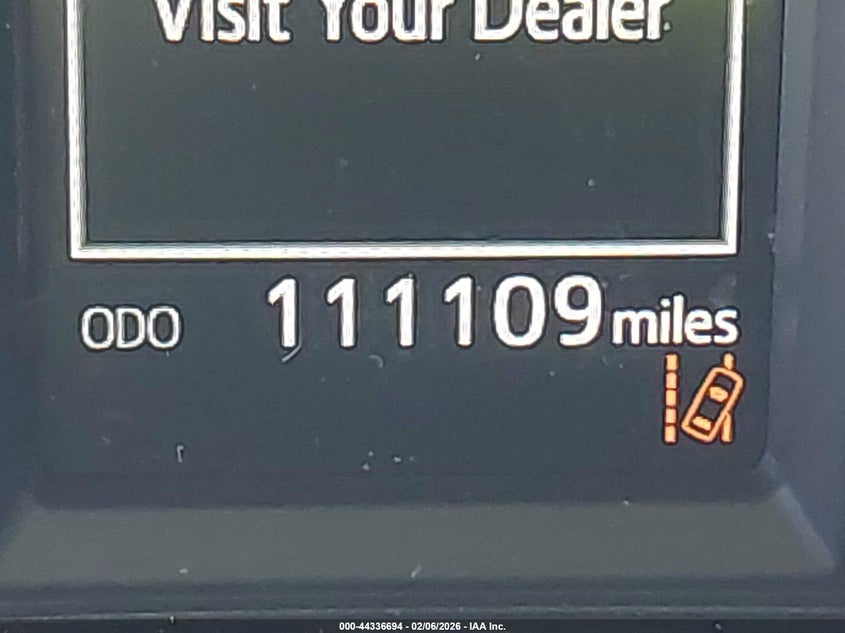 Visit Your Dealer
ODO 111109 miles
000-44336694 - 02/06/2026 - IAA Inc.